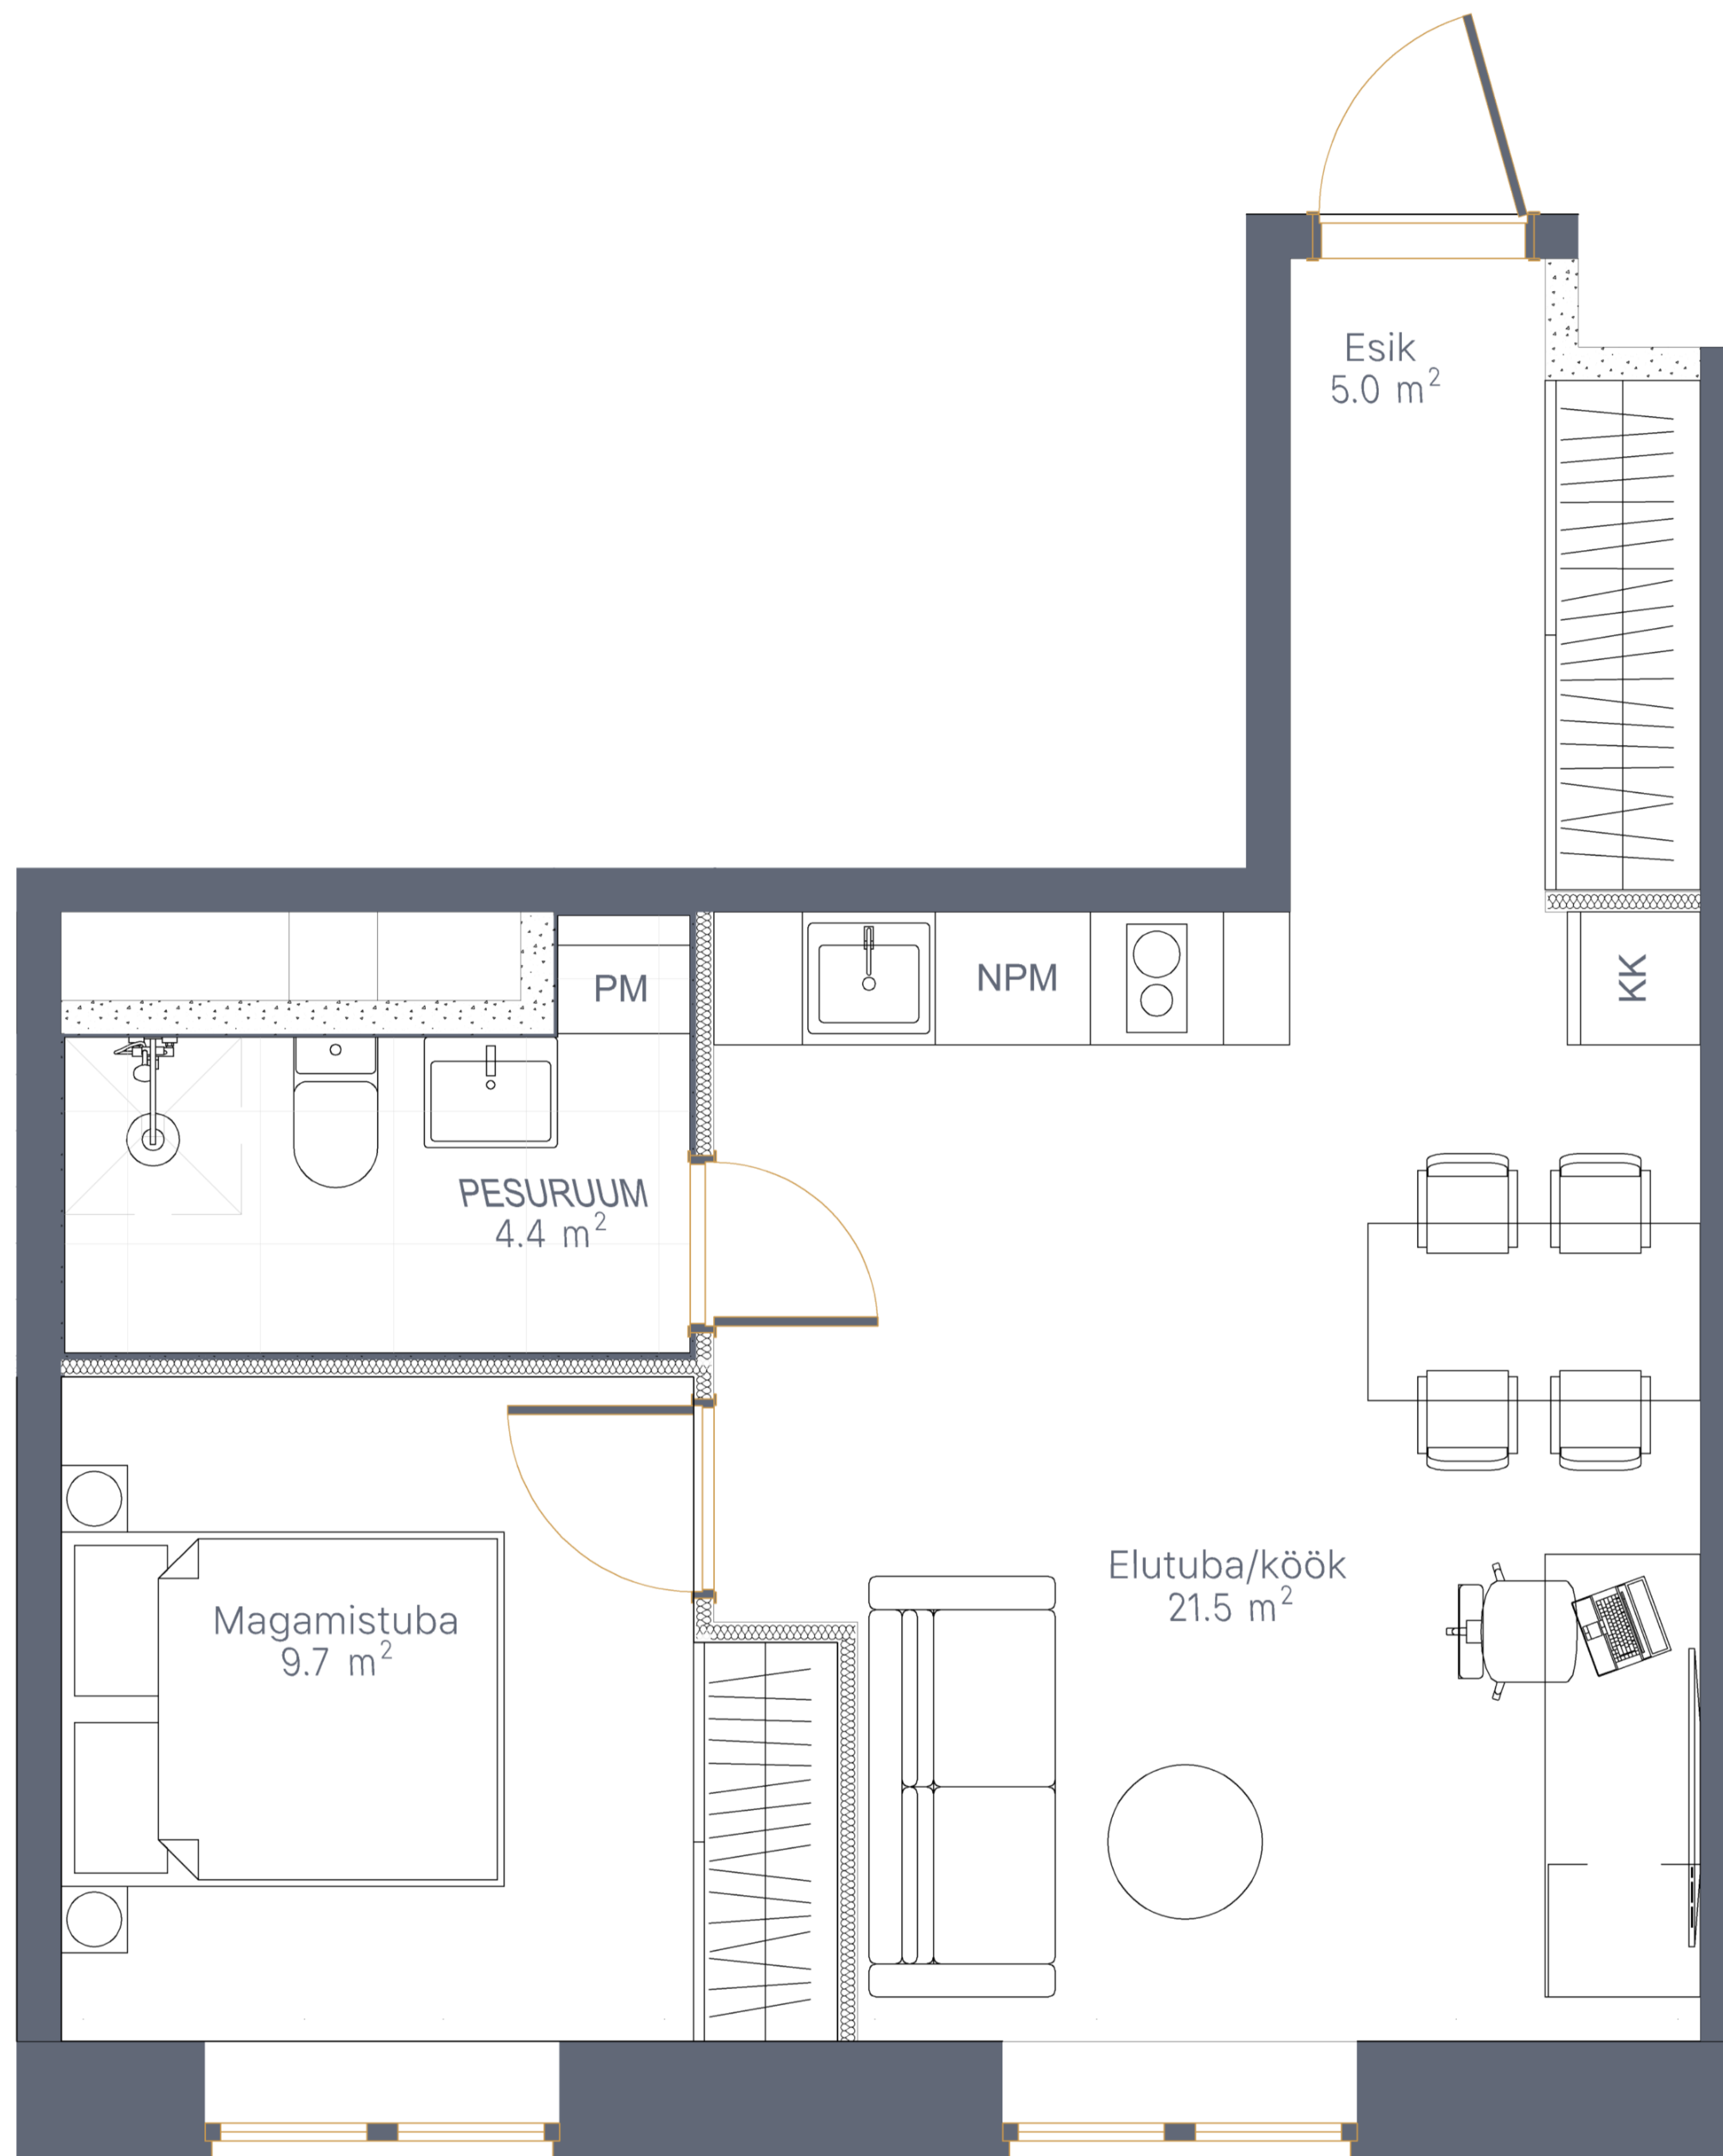 Esik
5.0 m²
PM
NPM
KK
PESURUUM
4.4 m²
Elutuba/köök
21.5 m²
Magamistuba
9.7 m²